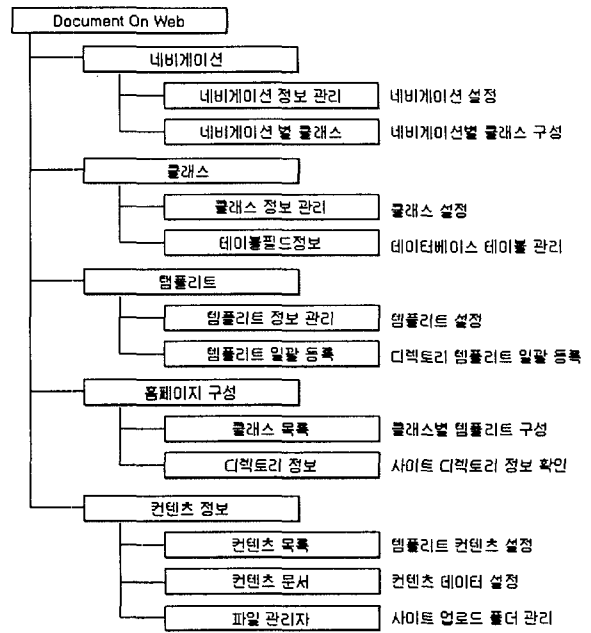 Document On Web
네비게이션
네비게이션 정보 관리 네비게이션 설정
네비게이션 별 클래스 네비게이션별 클래스 구성
클래스
클래스 정보 관리 클래스 설정
테이블필드정보 데이터베이스 테이블 관리
템플리트
템플리트 정보 관리 템플리트 설정
템플리트 일괄 등록 디렉토리 템플리트 일괄 등록
홈페이지 구성
클래스 목록 클래스별 템플리트 구성
디렉토리 정보 사이트 디렉토리 정보 확인
컨텐츠 정보
컨텐츠 목록 템플리트 컨텐츠 설정
컨텐츠 문서 컨텐츠 데이터 설정
파일 관리자 사이트 업로드 폴더 관리